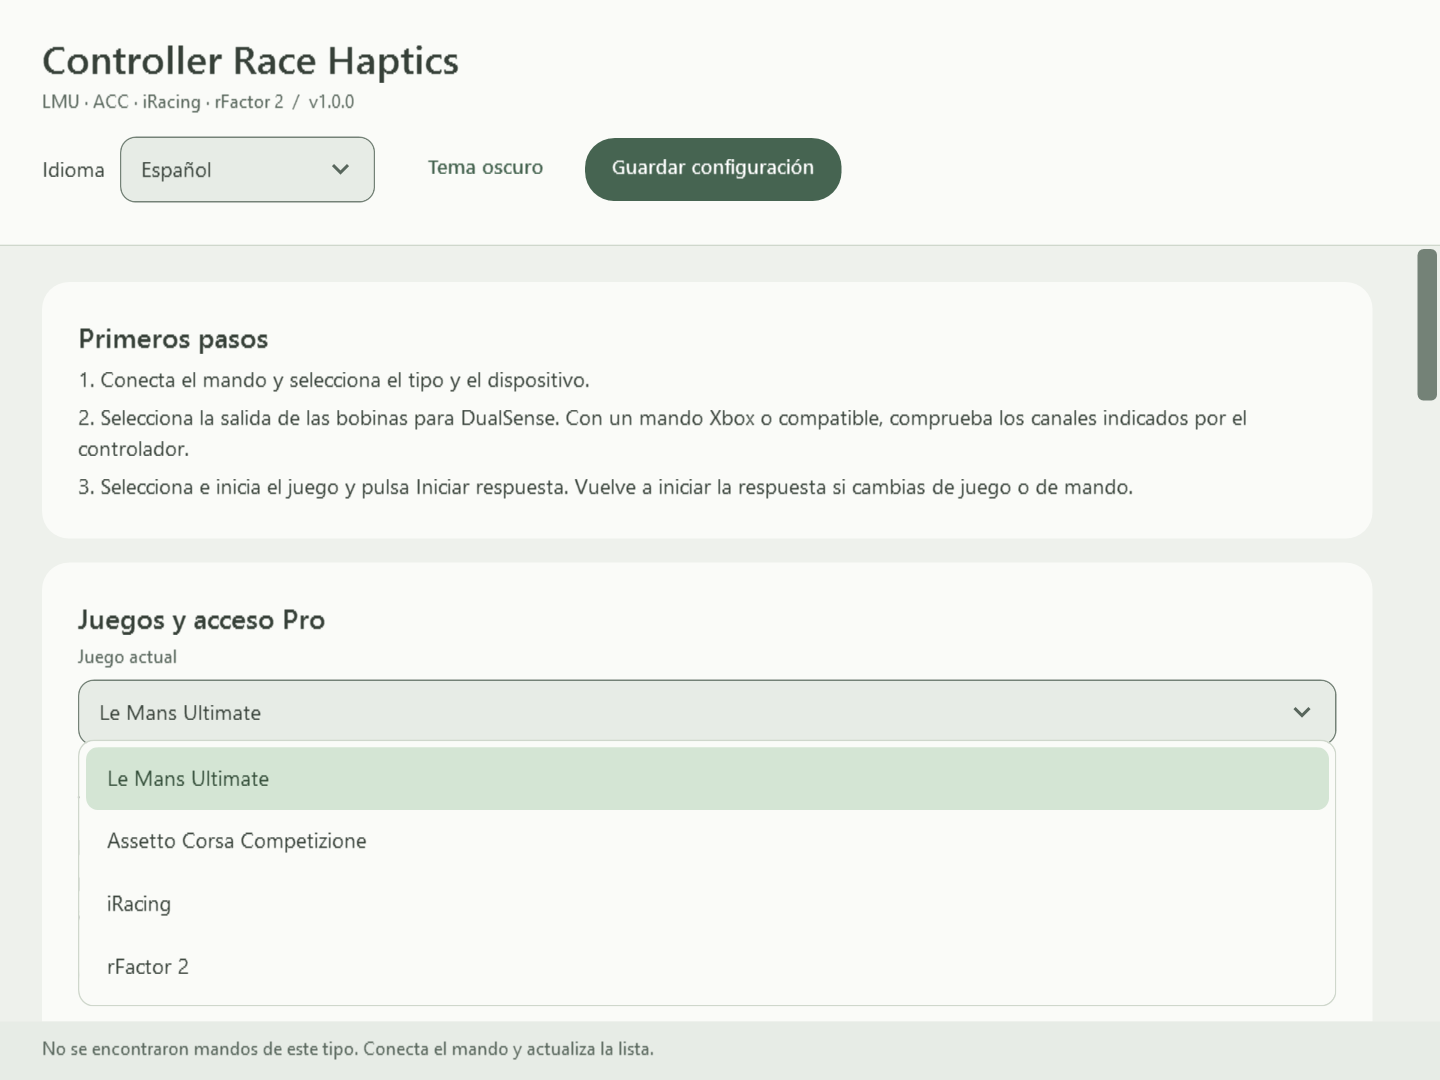 Controller Race Haptics
LMU · ACC · iRacing · rFactor 2 / v1.0.0
Idioma
Español
Tema oscuro
Guardar configuración
Primeros pasos
1. Conecta el mando y selecciona el tipo y el dispositivo.
2. Selecciona la salida de las bobinas para DualSense. Con un mando Xbox o compatible, comprueba los canales indicados por el
controlador.
3. Selecciona e inicia el juego y pulsa Iniciar respuesta. Vuelve a iniciar la respuesta si cambias de juego o de mando.
Juegos y acceso Pro
Juego actual
Le Mans Ultimate
Le Mans Ultimate
Assetto Corsa Competizione
iRacing
rFactor 2
No se encontraron mandos de este tipo. Conecta el mando y actualiza la lista.